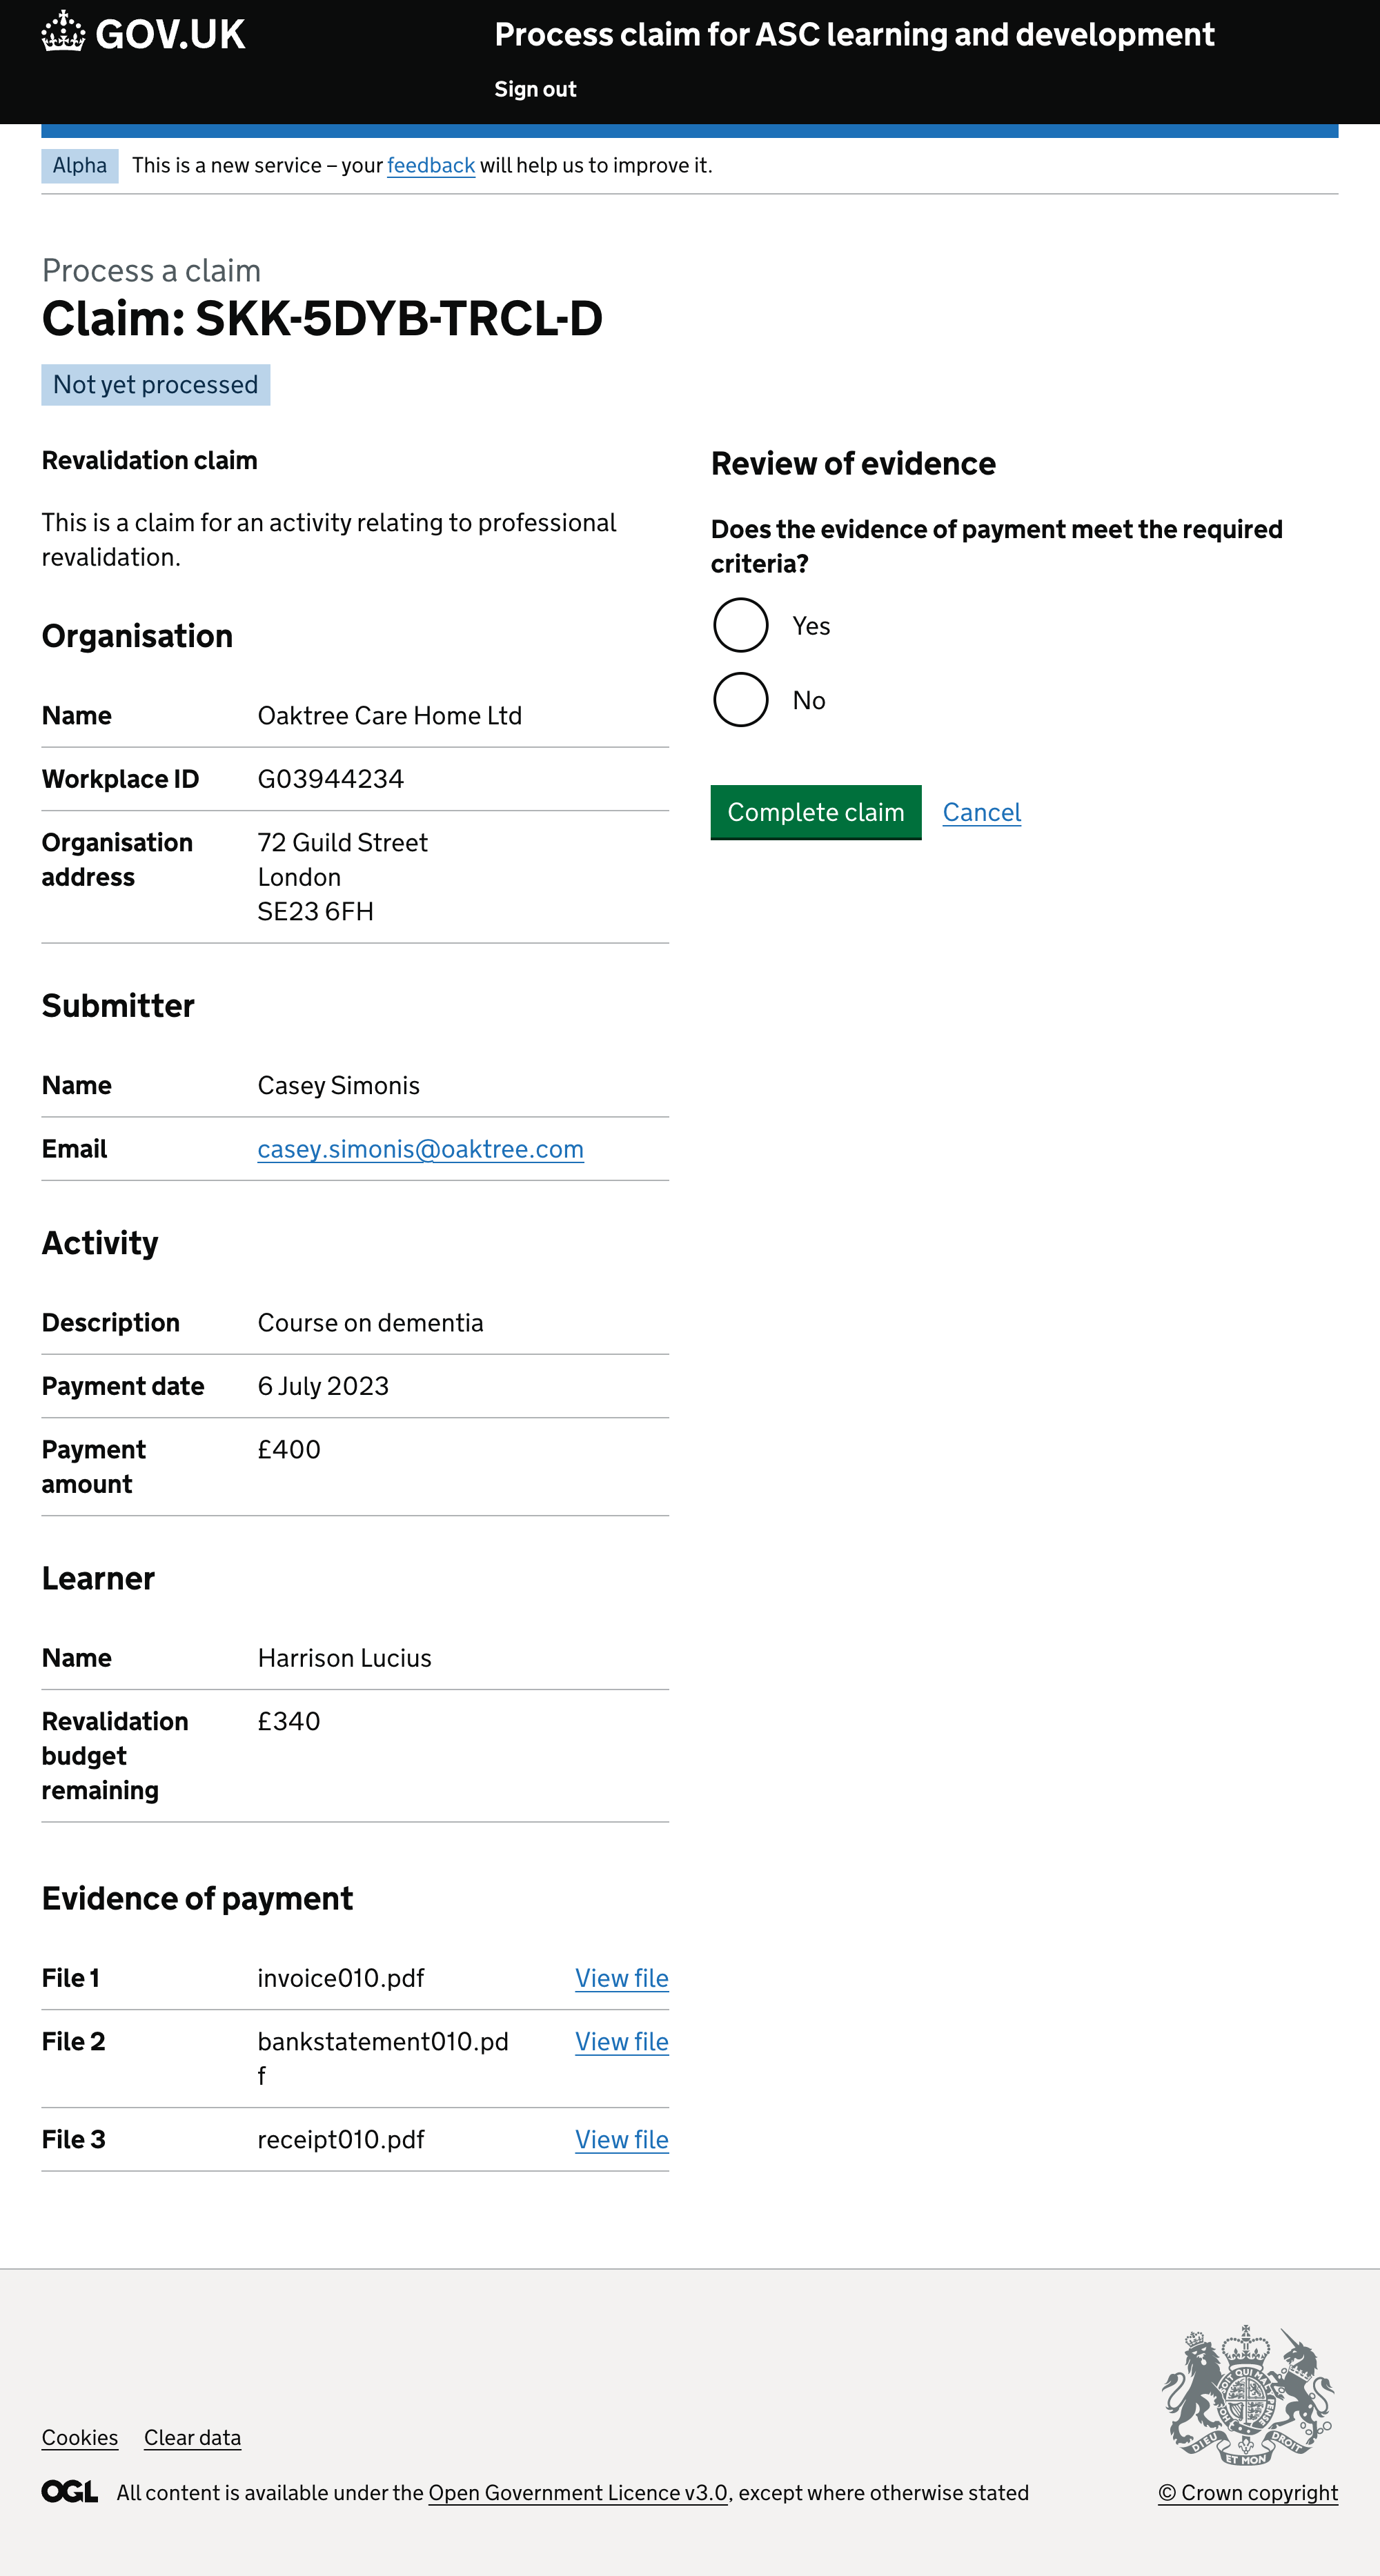 GOV.UK
Process claim for ASC learning and development
Sign out
Alpha
This is a new service – your feedback will help us to improve it.
Process a claim
Claim: SKK-5DYB-TRCL-D
Not yet processed
Revalidation claim
This is a claim for an activity relating to professional
revalidation.
Organisation
Name Oaktree Care Home Ltd
Workplace ID G03944234
Organisation
address
72 Guild Street
London
SE23 6FH
Submitter
Name Casey Simonis
Email casey.simonis@oaktree.com
Activity
Description Course on dementia
Payment date 6 July 2023
Payment
amount
£400
Learner
Name Harrison Lucius
Revalidation
budget
remaining
£340
Evidence of payment
File 1 invoice010.pdf View file
File 2 bankstatement010.pd
f
View file
File 3 receipt010.pdf View file
Review of evidence
Does the evidence of payment meet the required
criteria?
Yes
No
Complete claim Cancel
Cookies Clear data
OGL All content is available under the Open Government Licence v3.0, except where otherwise stated
DIEU ET MON DROIT
© Crown copyright